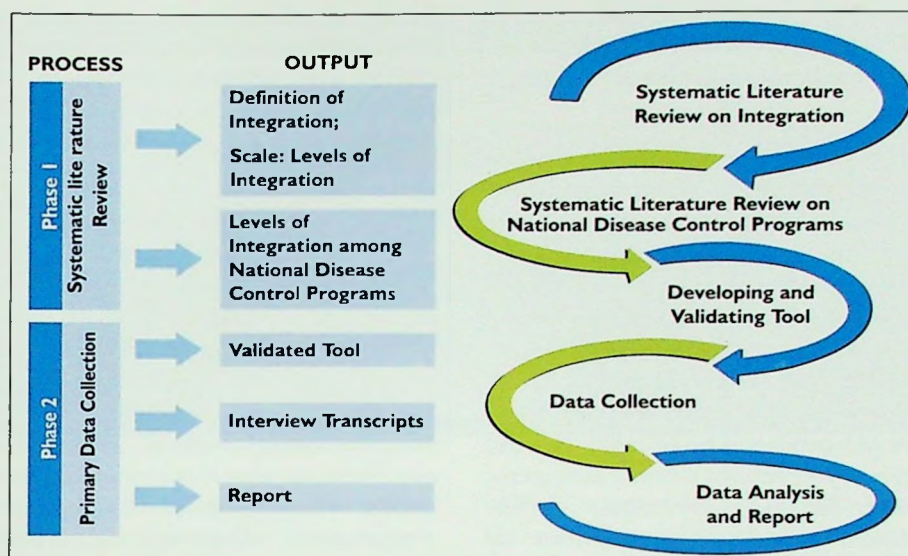 PROCESS
OUTPUT
Phase 1
Systematic lite rature
Review
Definition of
Integration;
Scale: Levels of
Integration
Levels of
Integration among
National Disease
Control Programs
Phase 2
Primary Data Collection
Validated Tool
Interview Transcripts
Report
Systematic Literature
Review on Integration
Systematic Literature Review on
National Disease Control Programs
Developing and
Validating Tool
Data Collection
Data Analysis
and Report